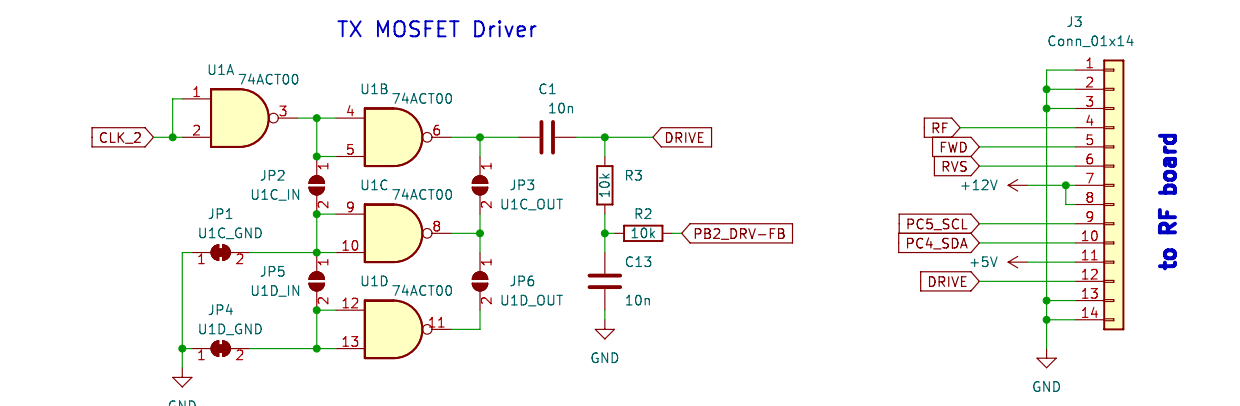 TX MOSFET Driver
U1A
74ACT00
1
2
3
CLK_2
U1B
74ACT00
4
5
6
C1
10n
DRIVE
JP2
U1C_IN
1
2
U1C
74ACT00
9
10
8
JP3
U1C_OUT
1
2
10k
R3
R2
10k
PB2_DRV-FB
JP1
U1C_GND
1
2
JP5
U1D_IN
1
2
U1D
74ACT00
12
13
11
JP6
U1D_OUT
1
2
C13
10n
GND
JP4
U1D_GND
1
2
GND
J3
Conn_01x14
1
2
3
RF
4
FWD
5
RVS
6
+12V
7
8
PC5_SCL
9
PC4_SDA
10
+5V
11
DRIVE
12
13
14
GND
to RF board